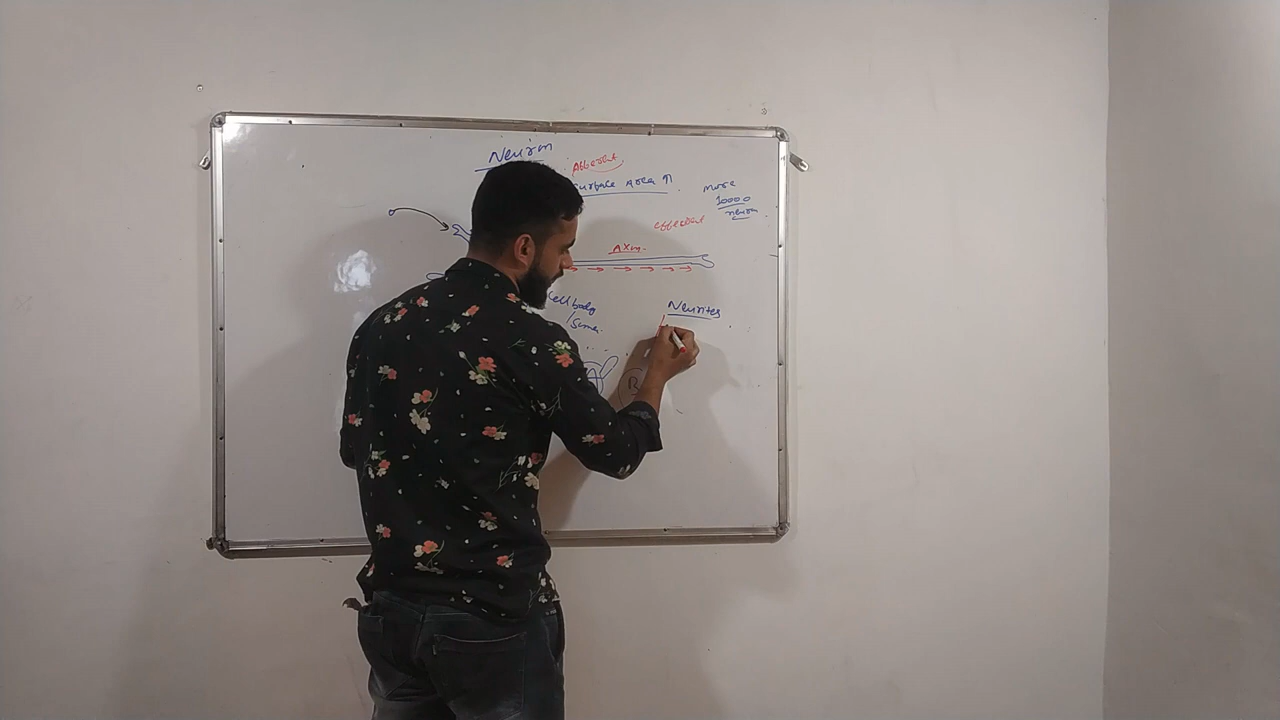 Neuron
Afferent
surface Area ↑
more
10000
neuron
efferent
Axon
cell body
Soma
Neurites
A
B